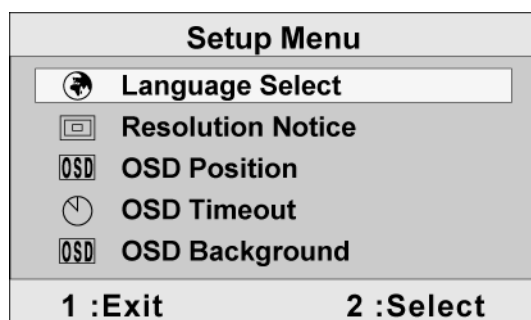 Setup Menu
Language Select
Resolution Notice
OSD OSD Position
OSD Timeout
OSD OSD Background
1 :Exit 2 :Select